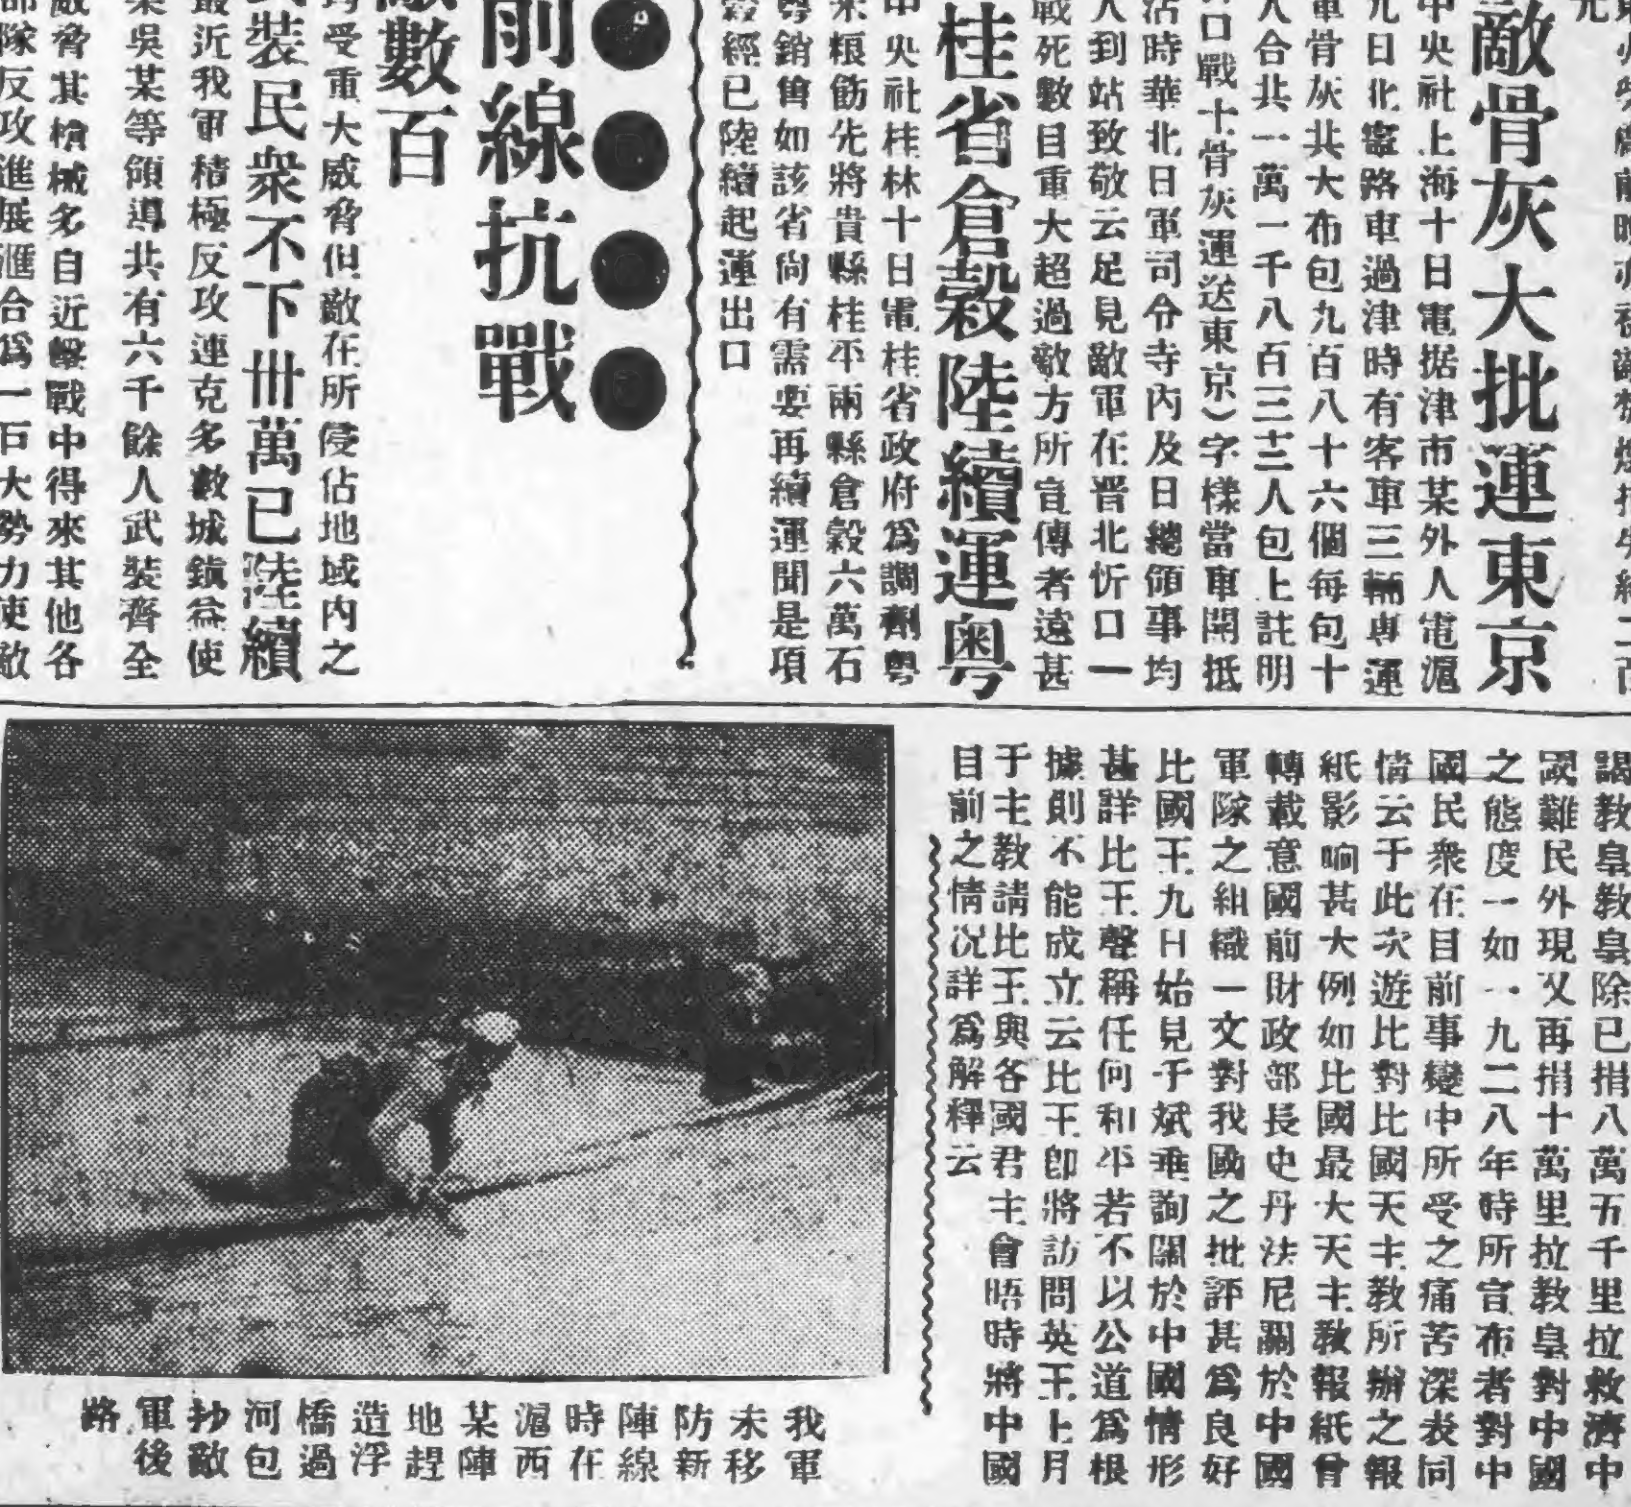 元
敵骨灰大批運東京
中央社上海十日電据津市某外人電滬
九日北寧路車過津時有客車三輛專運
軍骨灰共大布包九百八十六個每包十
人合共一萬一千八百三十二人包上註明
口戰士骨灰運送東京）字樣當車開抵
沽時華北日軍司令寺內及日總領事均
人到站致敬云足見敵軍在晋北忻口一
戰死數目重大超過敵方所宣傳者遠甚
桂省倉穀陸續運粵
中央社桂林十日電桂省政府爲調劑粵
米粮飭先將貴縣桂平兩縣倉穀六萬石
粵銷售如該省尙有需要再續運聞是項
穀經已陸續起運出口
前線抗戰
敵數百
均受重大威脅但敵在所侵佔地域內之
武裝民衆不下卅萬已陸續
最近我軍積極反攻連克多數城鎭益使
某吳某等領導共有六千餘人武裝齊全
威脅其槍械多自近擊戰中得來其他各
部隊反攻進展滙合爲一巨大勢力使敵
謁教皇教皇除已捐八萬五千里拉救濟中
國難民外現又再捐十萬里拉教皇對中國
之態度一如一九二八年時所宣布者對中
國民衆在目前事變中所受之痛苦深表同
情云于此次遊比對比國天主教所辦之報
紙影响甚大例如比國最大天主教報紙曾
轉載意國前財政部長史丹法尼關於中國
軍隊之組織一文對我國之批評甚爲良好
比國王九日始見于斌垂詢關於中國情形
甚詳比王聲稱任何和平若不以公道爲根
據則不能成立云比王卽將訪問英王上月
于主教請比王與各國君主會晤時將中國
目前之情况詳爲解釋云
我軍
未移
防新
陣線
時在
滬西
某陣
地趕
造浮
橋過
河包
抄敵
軍後
路